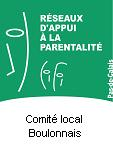 RÉSEAUX
D'APPUI
À LA
PARENTALITÉ
Pas-de-Calais
Comité local
Boulonnais